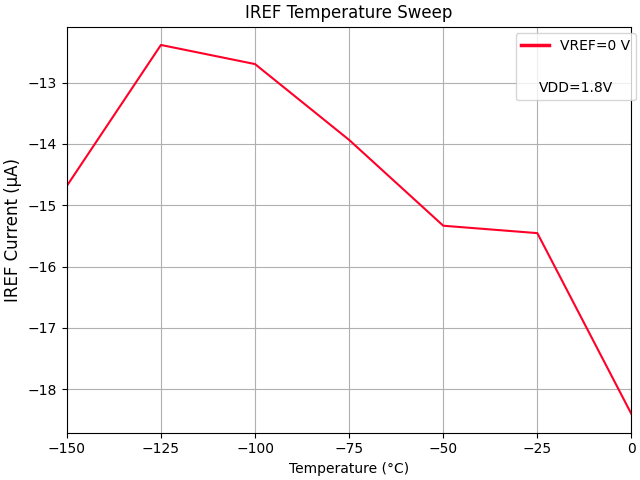 IREF Temperature Sweep
VREF=0 V
VDD=1.8V
IREF Current (μA)
−13
−14
−15
−16
−17
−18
−150
−125
−100
−75
−50
−25
0
Temperature (°C)